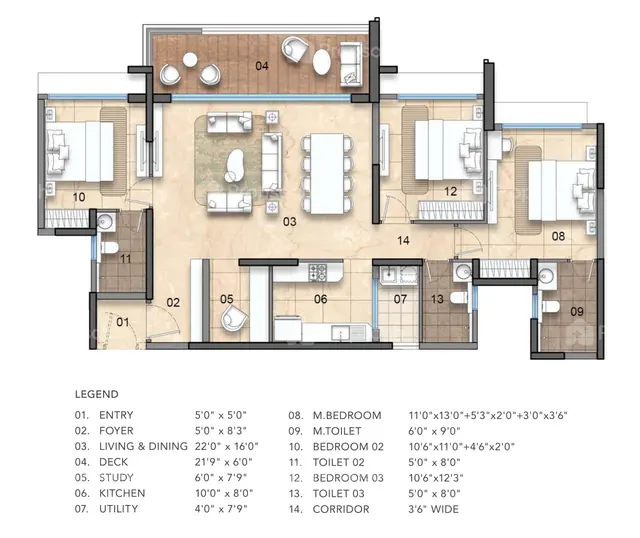 04
10
12
03
14
08
11
02
05
06
07
13
01
09
LEGEND
01. ENTRY 5'0" x 5'0"
02. FOYER 5'0" x 8'3"
03. LIVING & DINING 22'0" x 16'0"
04. DECK 21'9" x 6'0"
05. STUDY 6'0" x 7'9"
06. KITCHEN 10'0" x 8'0"
07. UTILITY 4'0" x 7'9"
08. M.BEDROOM 11'0"x13'0"+5'3"x2'0"+3'0"x3'6"
09. M.TOILET 6'0" x 9'0"
10. BEDROOM 02 10'6"x11'0"+4'6"x2'0"
11. TOILET 02 5'0" x 8'0"
12. BEDROOM 03 10'6"x12'3"
13. TOILET 03 5'0" x 8'0"
14. CORRIDOR 3'6" WIDE